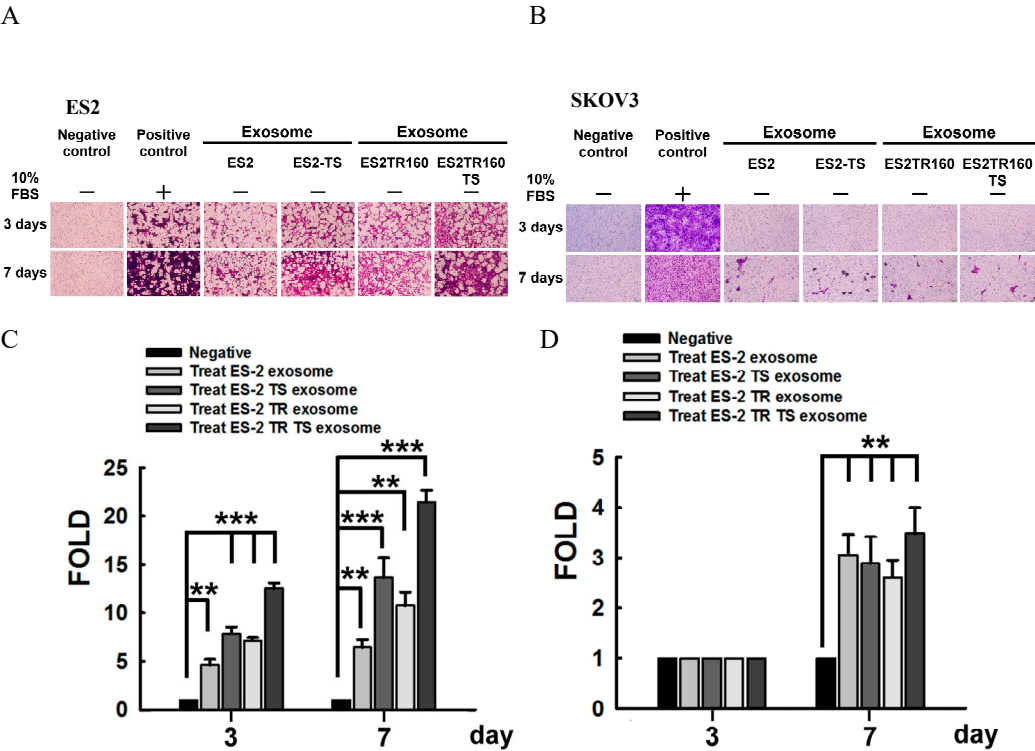 A
B
ES2
Negative control
Positive control
Exosome
Exosome
ES2
ES2-TS
ES2TR160
ES2TR160 TS
10% FBS
— + — — — —
3 days
7 days
SKOV3
Negative control
Positive control
Exosome
Exosome
ES2
ES2-TS
ES2TR160
ES2TR160 TS
10% FBS
— + — — — —
3 days
7 days
C
Negative
Treat ES-2 exosome
Treat ES-2 TS exosome
Treat ES-2 TR exosome
Treat ES-2 TR TS exosome
FOLD
25
20
15
10
5
0
**
***
**
***
**
***
3
7
day
D
Negative
Treat ES-2 exosome
Treat ES-2 TS exosome
Treat ES-2 TR exosome
Treat ES-2 TR TS exosome
FOLD
5
4
3
2
1
0
**
3
7
day